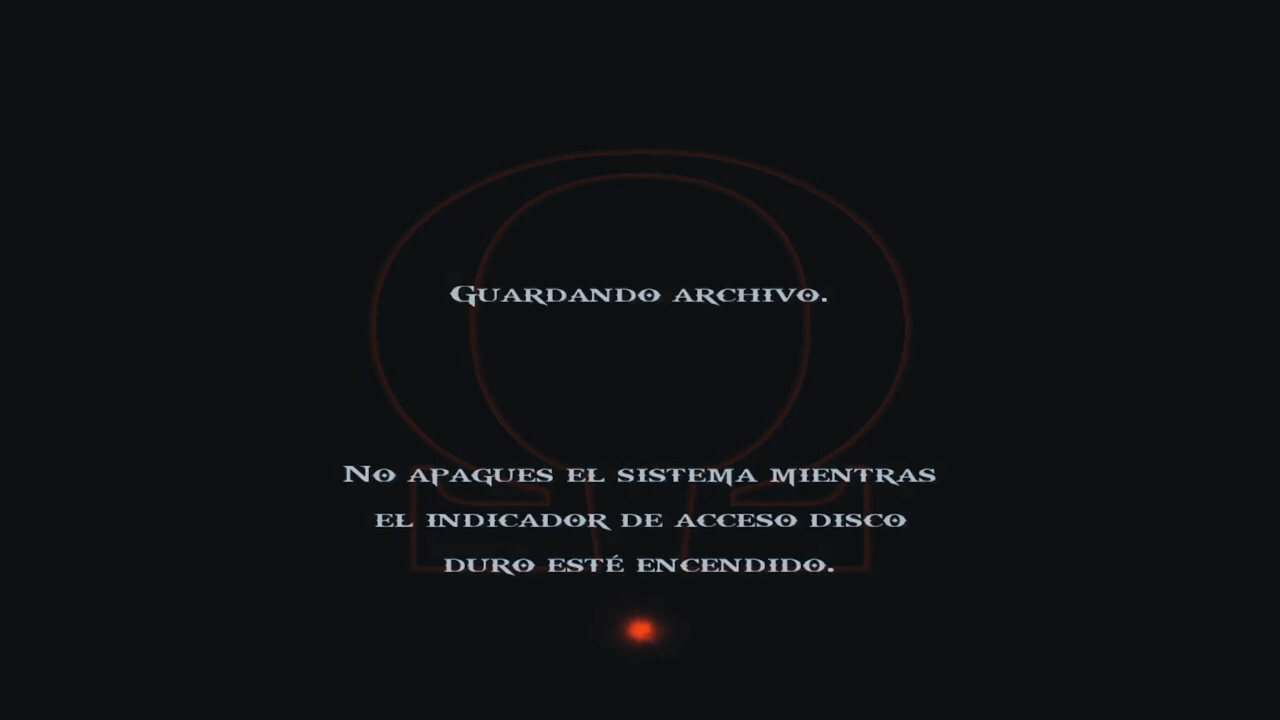 Guardando archivo.
No apagues el sistema mientras
el indicador de acceso disco
duro esté encendido.